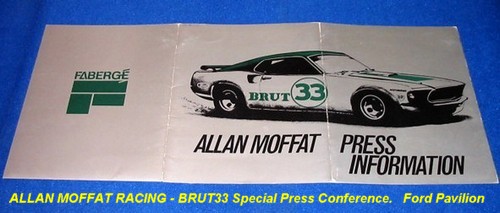 FABERGÉ
BRUT 33
ALLAN MOFFAT
PRESS
INFORMATION
ALLAN MOFFAT RACING - BRUT33 Special Press Conference. Ford Pavilion